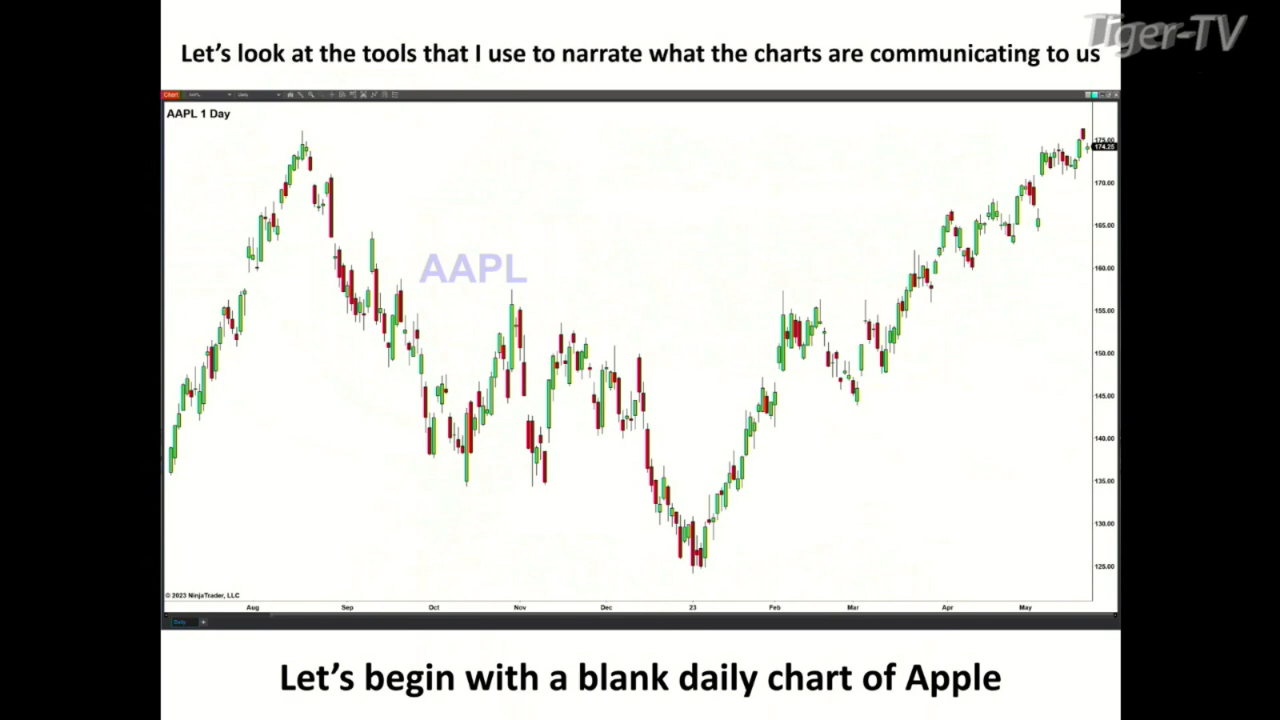 Tiger-TV
Let's look at the tools that I use to narrate what the charts are communicating to us
Chart
AAPL 1 Day
175.00
174.25
170.00
165.00
AAPL
160.00
155.00
150.00
145.00
140.00
135.00
130.00
125.00
© 2023 NinjaTrader, LLC
Aug Sep Oct Nov Dec 23 Feb Mar Apr May
Let's begin with a blank daily chart of Apple